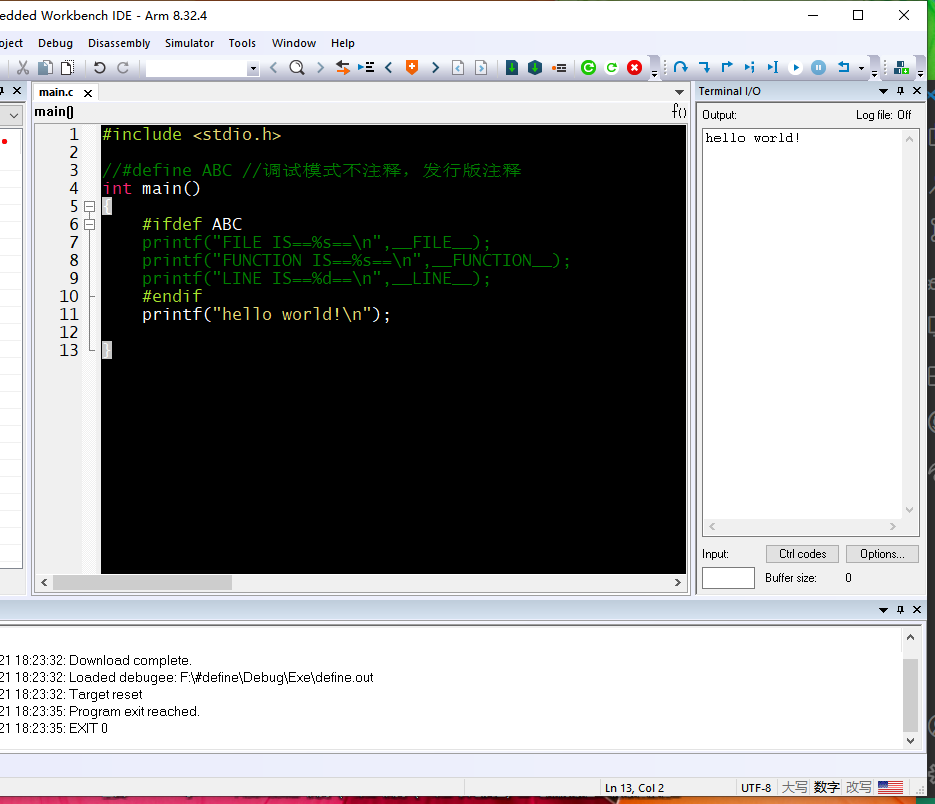 edded Workbench IDE - Arm 8.32.4
oject Debug Disassembly Simulator Tools Window Help
main.c
main()
f()
1 #include <stdio.h>
2
3 //#define ABC //调试模式不注释，发行版注释
4 int main()
5 {
6 #ifdef ABC
7 printf("FILE IS==%s==\n",__FILE__);
8 printf("FUNCTION IS==%s==\n",__FUNCTION__);
9 printf("LINE IS==%d==\n",__LINE__);
10 #endif
11 printf("hello world!\n");
12
13 }
Terminal I/O
Output: Log file: Off
hello world!
Input: Ctrl codes Options...
Buffer size: 0
21 18:23:32: Download complete.
21 18:23:32: Loaded debugee: F:\#define\Debug\Exe\define.out
21 18:23:32: Target reset
21 18:23:35: Program exit reached.
21 18:23:35: EXIT 0
Ln 13, Col 2 UTF-8 大写 数字 改写